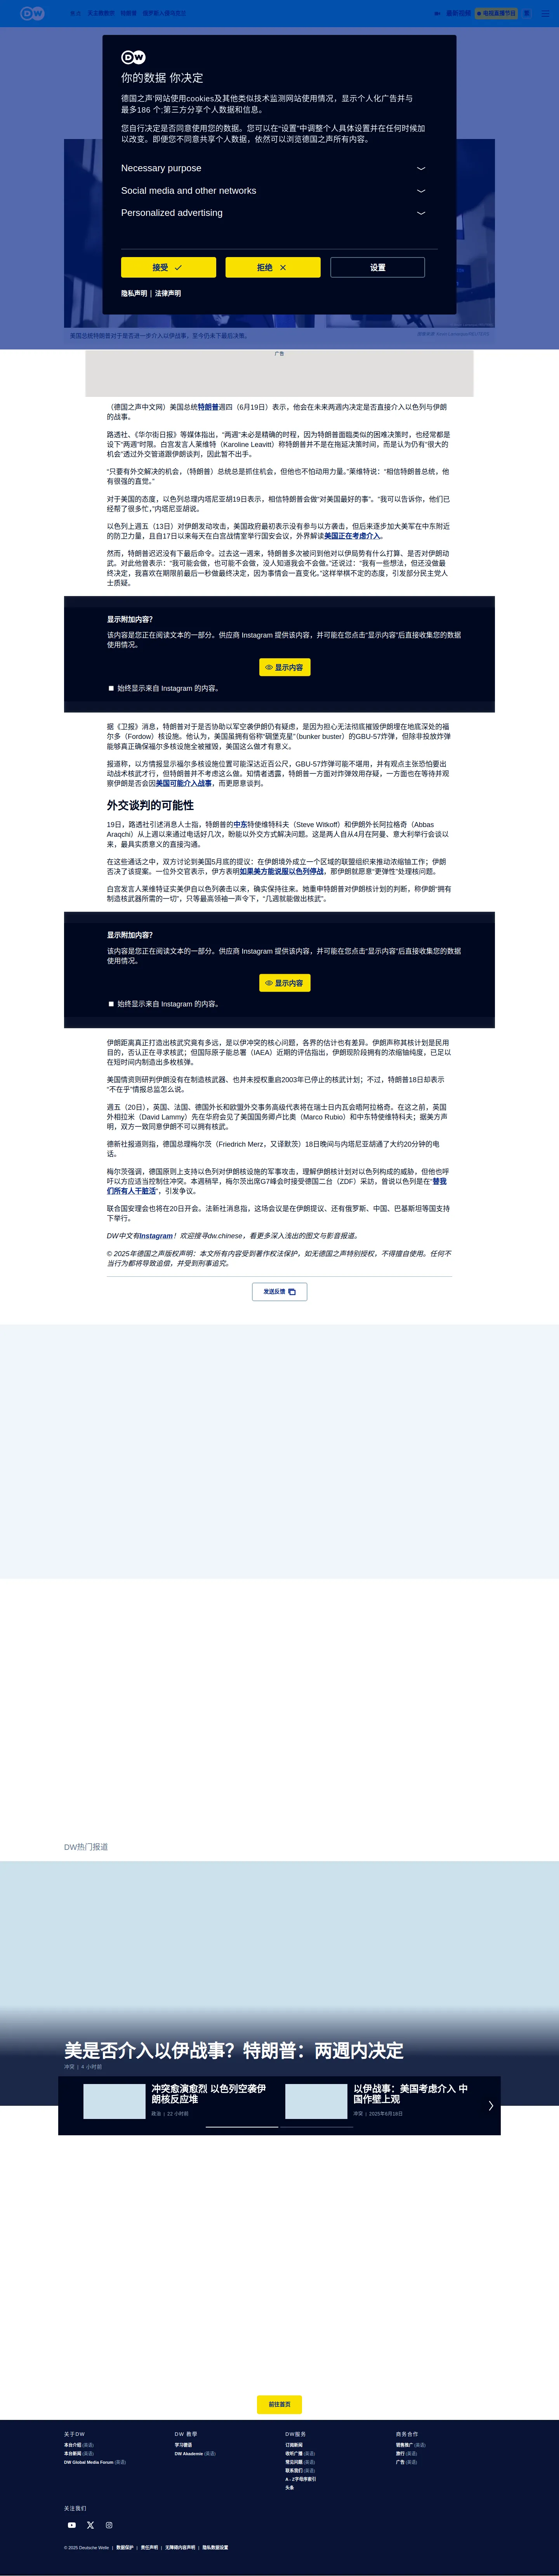 最新视频
电视直播节目
你的数据 你决定
德国之声'网站使用cookies及其他类似技术监测网站使用情况，显示个人化广告并与
最多186 个;第三方分享个人数据和信息。
您自行决定是否同意使用您的数据。您可以在“设置”中调整个人具体设置并在任何时候加
以改变。即便您不同意共享个人数据，依然可以浏览德国之声所有内容。
Necessary purpose
Social media and other networks
Personalized advertising
接受
拒绝
设置
隐私声明 | 法律声明
美国总统特朗普对于是否进一步介入以伊战事，至今仍未下最后决策。
广告
（德国之声中文网）美国总统特朗普週四（6月19日）表示，他会在未来两週内决定是否直接介入以色列与伊朗
的战事。
路透社、《华尔街日报》等媒体指出，“两週”未必是精确的时程，因为特朗普面临类似的困难决策时，也经常都是
设下“两週”时限。白宫发言人莱维特（Karoline Leavitt）称特朗普并不是在拖延决策时间，而是认为仍有“很大的
机会”透过外交管道跟伊朗谈判，因此暂不出手。
“只要有外交解决的机会，（特朗普）总统总是抓住机会，但他也不怕动用力量。”莱维特说：“相信特朗普总统，他
有很强的直觉。”
对于美国的态度，以色列总理内塔尼亚胡19日表示，相信特朗普会做“对美国最好的事”。“我可以告诉你，他们已
经帮了很多忙，”内塔尼亚胡说。
以色列上週五（13日）对伊朗发动攻击，美国政府最初表示没有参与以方袭击，但后来逐步加大美军在中东附近
的防卫力量，且自17日以来每天在白宫战情室举行国安会议，外界解读美国正在考虑介入。
然而，特朗普迟迟没有下最后命令。过去这一週来，特朗普多次被问到他对以伊局势有什么打算、是否对伊朗动
武。对此他曾表示：“我可能会做，也可能不会做，没人知道我会不会做。”还说过：“我有一些想法，但还没做最
终决定，我喜欢在期限前最后一秒做最终决定，因为事情会一直变化。”这样举棋不定的态度，引发部分民主党人
士质疑。
显示附加内容？
该内容是您正在阅读文本的一部分。供应商 Instagram 提供该内容，并可能在您点击“显示内容”后直接收集您的数据
使用情况。
显示内容
始终显示来自 Instagram 的内容。
据《卫报》消息，特朗普对于是否协助以军空袭伊朗仍有疑虑，是因为担心无法彻底摧毁伊朗埋在地底深处的福
尔多（Fordow）核设施。他认为，美国虽拥有俗称“碉堡克星”（bunker buster）的GBU-57炸弹，但除非投放炸弹
能够真正确保福尔多核设施全被摧毁，美国这么做才有意义。
报道称，以方情报显示福尔多核设施位置可能深达近百公尺，GBU-57炸弹可能不堪用，并有观点主张恐怕要出
动战术核武才行，但特朗普并不考虑这么做。知情者透露，特朗普一方面对炸弹效用存疑，一方面也在等待并观
察伊朗是否会因美国可能介入战事，而更愿意谈判。
外交谈判的可能性
19日，路透社引述消息人士指，特朗普的中东特使维特科夫（Steve Witkoff）和伊朗外长阿拉格奇（Abbas
Araqchi）从上週以来通过电话好几次，盼能以外交方式解决问题。这是两人自从4月在阿曼、意大利举行会谈以
来，最具实质意义的直接沟通。
在这些通话之中，双方讨论到美国5月底的提议：在伊朗境外成立一个区域的联盟组织来推动浓缩铀工作；伊朗
否决了该提案。一位外交官表示，伊方表明如果美方能说服以色列停战，那伊朗就愿意“更弹性”处理核问题。
白宫发言人莱维特证实美伊自以色列袭击以来，确实保持往来。她重申特朗普对伊朗核计划的判断，称伊朗“拥有
制造核武器所需的一切”，只等最高领袖一声令下，“几週就能做出核武”。
显示附加内容？
该内容是您正在阅读文本的一部分。供应商 Instagram 提供该内容，并可能在您点击“显示内容”后直接收集您的数据
使用情况。
显示内容
始终显示来自 Instagram 的内容。
伊朗距离真正打造出核武究竟有多远，是以伊冲突的核心问题，各界的估计也有差异。伊朗声称其核计划是民用
目的，否认正在寻求核武；但国际原子能总署（IAEA）近期的评估指出，伊朗现阶段拥有的浓缩铀纯度，已足以
在短时间内制造出多枚核弹。
美国情资则研判伊朗没有在制造核武器、也并未授权重启2003年已停止的核武计划；不过，特朗普18日却表示
“不在乎”情报总监怎么说。
週五（20日），英国、法国、德国外长和欧盟外交事务高级代表将在瑞士日内瓦会晤阿拉格奇。在这之前，英国
外相拉米（David Lammy）先在华府会见了美国国务卿卢比奥（Marco Rubio）和中东特使维特科夫；据美方声
明，双方一致同意伊朗不可以拥有核武。
德新社报道则指，德国总理梅尔茨（Friedrich Merz，又译默茨）18日晚间与内塔尼亚胡通了大约20分钟的电
话。
梅尔茨强调，德国原则上支持以色列对伊朗核设施的军事攻击，理解伊朗核计划对以色列构成的威胁，但他也呼
吁以方应适当控制住冲突。本週稍早，梅尔茨出席G7峰会时接受德国二台（ZDF）采访，曾说以色列是在“替我
们所有人干脏活”，引发争议。
联合国安理会也将在20日开会。法新社消息指，这场会议是在伊朗提议、还有俄罗斯、中国、巴基斯坦等国支持
下举行。
DW中文有Instagram！欢迎搜寻dw.chinese，看更多深入浅出的图文与影音报道。
© 2025年德国之声版权声明：本文所有内容受到著作权法保护，如无德国之声特别授权，不得擅自使用。任何不
当行为都将导致追偿，并受到刑事追究。
发送反馈
DW热门报道
美是否介入以伊战事？特朗普：两週内决定
冲突 | 4 小时前
冲突愈演愈烈 以色列空袭伊
朗核反应堆
政治 | 22 小时前
以伊战事：美国考虑介入 中
国作壁上观
冲突 | 2025年6月18日
前往首页
关于DW
本台介绍 (英语)
本台新闻 (英语)
DW Global Media Forum (英语)
DW 教學
学习德语
DW Akademie (英语)
DW服务
订阅新闻
收听广播 (英语)
常见问题 (英语)
联系我们 (英语)
A - Z字母序索引
头条
商务合作
销售推广 (英语)
旅行 (英语)
广告 (英语)
关注我们
© 2025 Deutsche Welle | 数据保护 | 责任声明 | 无障碍内容声明 | 隐私数据设置